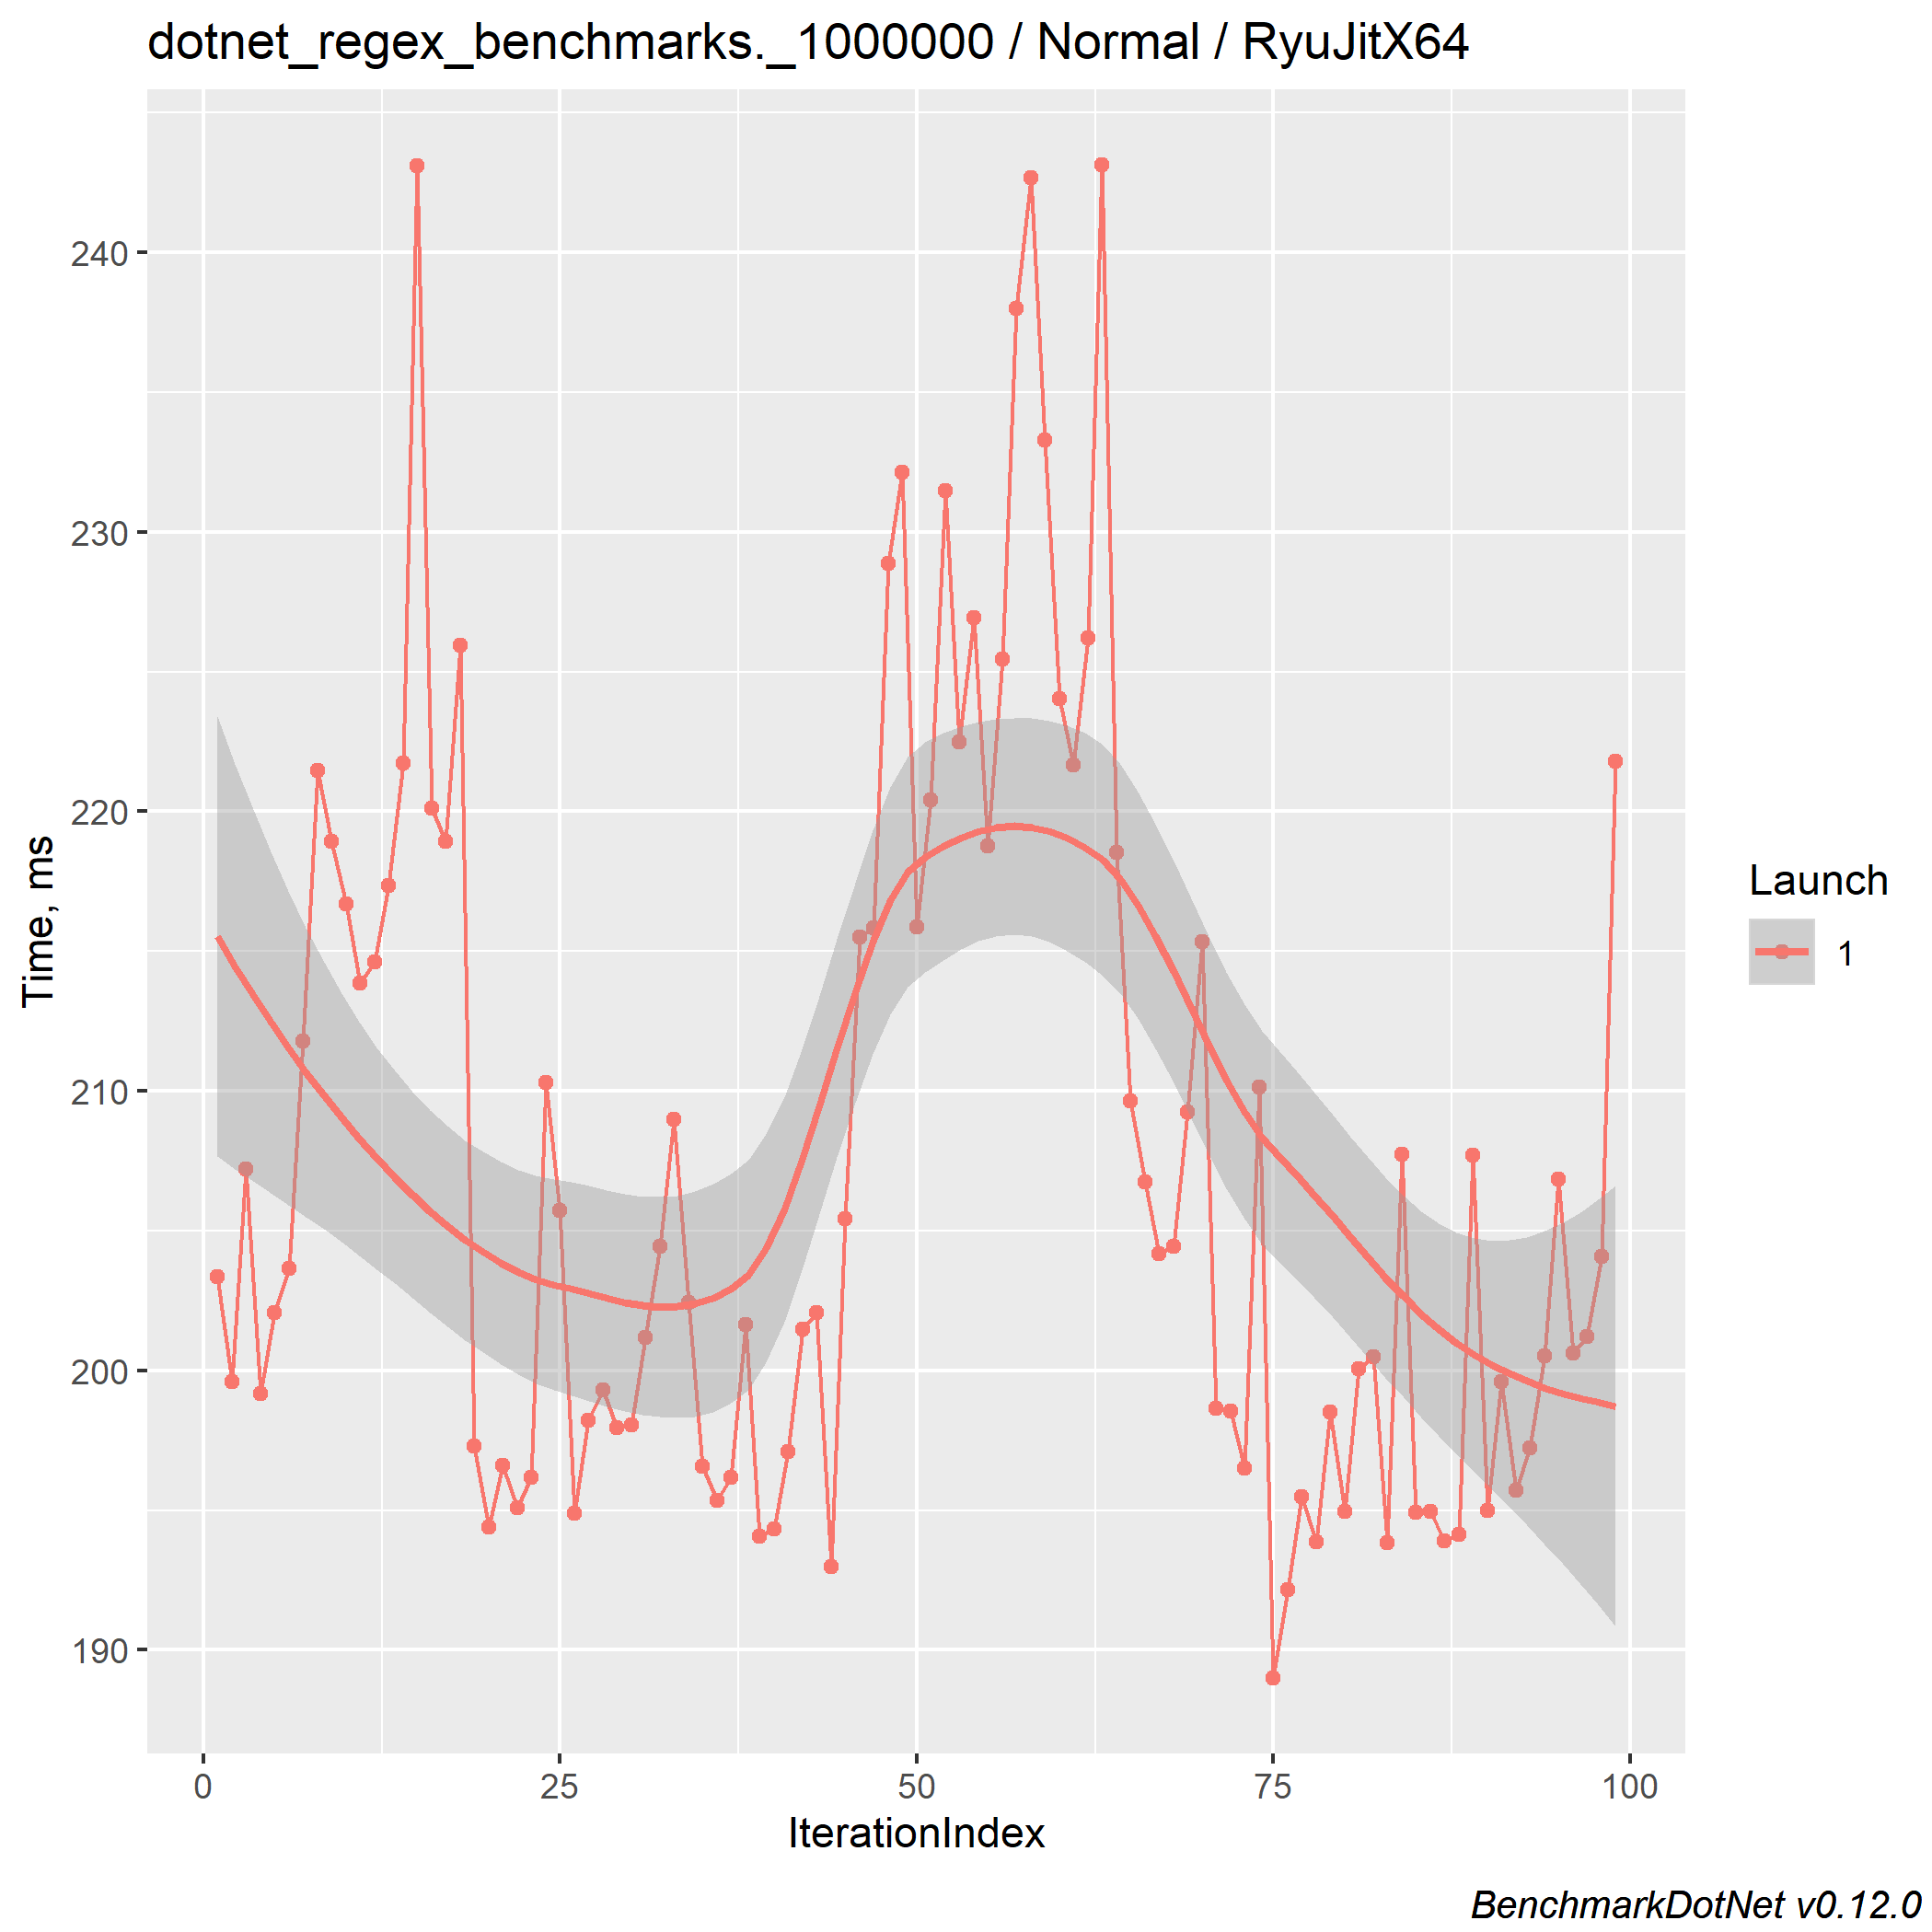 dotnet_regex_benchmarks._1000000 / Normal / RyuJitX64
240
230
220
210
200
190
Time, ms
0 25 50 75 100
IterationIndex
Launch
1
BenchmarkDotNet v0.12.0